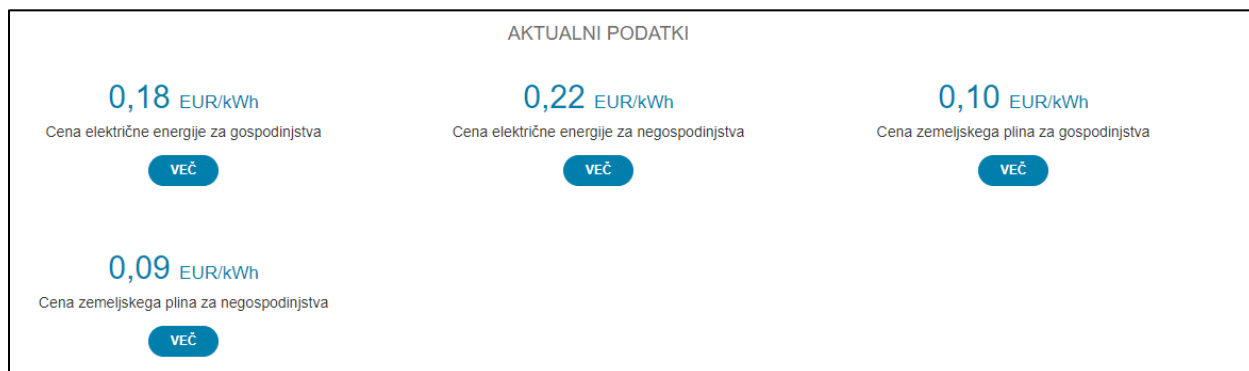 AKTUALNI PODATKI
0,18 EUR/kWh
Cena električne energije za gospodinjstva
VEČ
0,22 EUR/kWh
Cena električne energije za negospodinjstva
VEČ
0,10 EUR/kWh
Cena zemeljskega plina za gospodinjstva
VEČ
0,09 EUR/kWh
Cena zemeljskega plina za negospodinjstva
VEČ